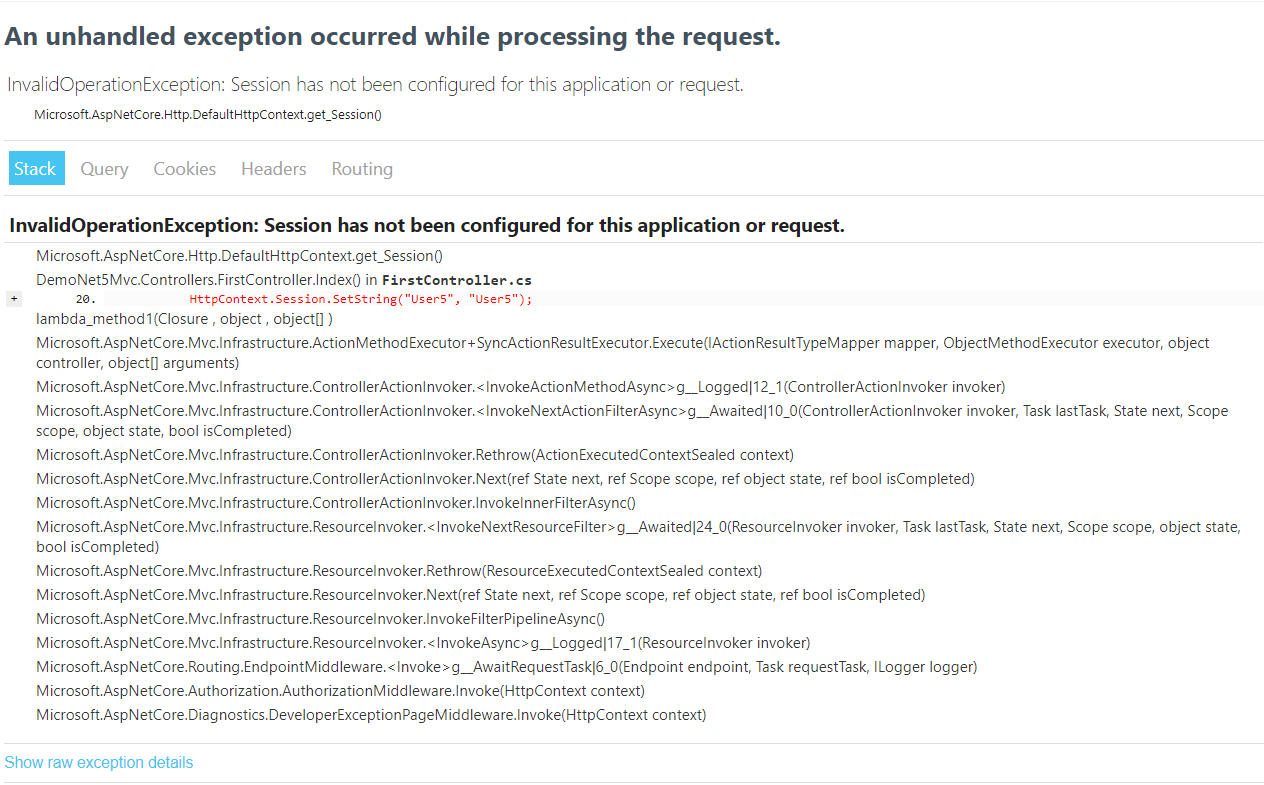 An unhandled exception occurred while processing the request.
InvalidOperationException: Session has not been configured for this application or request.
Microsoft.AspNetCore.Http.DefaultHttpContext.get_Session()
Stack Query Cookies Headers Routing
InvalidOperationException: Session has not been configured for this application or request.
Microsoft.AspNetCore.Http.DefaultHttpContext.get_Session()
DemoNet5Mvc.Controllers.FirstController.Index() in FirstController.cs
+ 20. HttpContext.Session.SetString("User5", "User5");
lambda_method1(Closure , object , object[] )
Microsoft.AspNetCore.Mvc.Infrastructure.ActionMethodExecutor+SyncActionResultExecutor.Execute(IActionResultTypeMapper mapper, ObjectMethodExecutor executor, object
controller, object[] arguments)
Microsoft.AspNetCore.Mvc.Infrastructure.ControllerActionInvoker.<InvokeActionMethodAsync>g__Logged|12_1(ControllerActionInvoker invoker)
Microsoft.AspNetCore.Mvc.Infrastructure.ControllerActionInvoker.<InvokeNextActionFilterAsync>g__Awaited|10_0(ControllerActionInvoker invoker, Task lastTask, State next, Scope
scope, object state, bool isCompleted)
Microsoft.AspNetCore.Mvc.Infrastructure.ControllerActionInvoker.Rethrow(ActionExecutedContextSealed context)
Microsoft.AspNetCore.Mvc.Infrastructure.ControllerActionInvoker.Next(ref State next, ref Scope scope, ref object state, ref bool isCompleted)
Microsoft.AspNetCore.Mvc.Infrastructure.ControllerActionInvoker.InvokeInnerFilterAsync()
Microsoft.AspNetCore.Mvc.Infrastructure.ResourceInvoker.<InvokeNextResourceFilter>g__Awaited|24_0(ResourceInvoker invoker, Task lastTask, State next, Scope scope, object state,
bool isCompleted)
Microsoft.AspNetCore.Mvc.Infrastructure.ResourceInvoker.Rethrow(ResourceExecutedContextSealed context)
Microsoft.AspNetCore.Mvc.Infrastructure.ResourceInvoker.Next(ref State next, ref Scope scope, ref object state, ref bool isCompleted)
Microsoft.AspNetCore.Mvc.Infrastructure.ResourceInvoker.InvokeFilterPipelineAsync()
Microsoft.AspNetCore.Mvc.Infrastructure.ResourceInvoker.<InvokeAsync>g__Logged|17_1(ResourceInvoker invoker)
Microsoft.AspNetCore.Routing.EndpointMiddleware.<Invoke>g__AwaitRequestTask|6_0(Endpoint endpoint, Task requestTask, ILogger logger)
Microsoft.AspNetCore.Authorization.AuthorizationMiddleware.Invoke(HttpContext context)
Microsoft.AspNetCore.Diagnostics.DeveloperExceptionPageMiddleware.Invoke(HttpContext context)
Show raw exception details